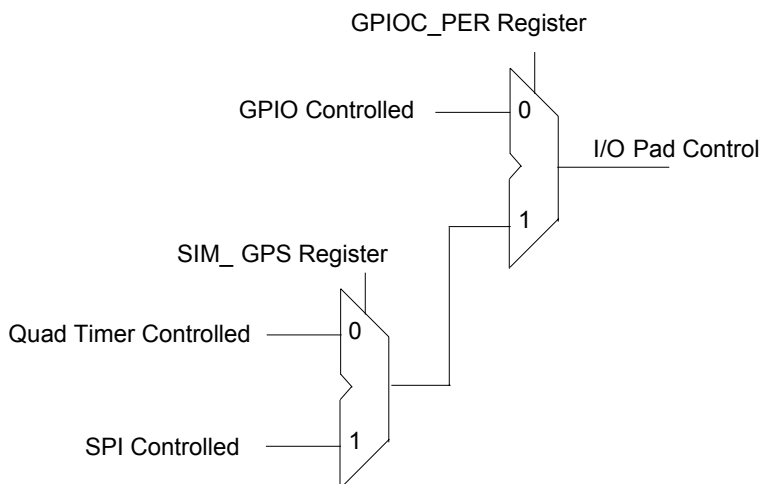 GPIOC_PER Register
GPIO Controlled
0
I/O Pad Control
1
SIM_ GPS Register
Quad Timer Controlled
0
SPI Controlled
1